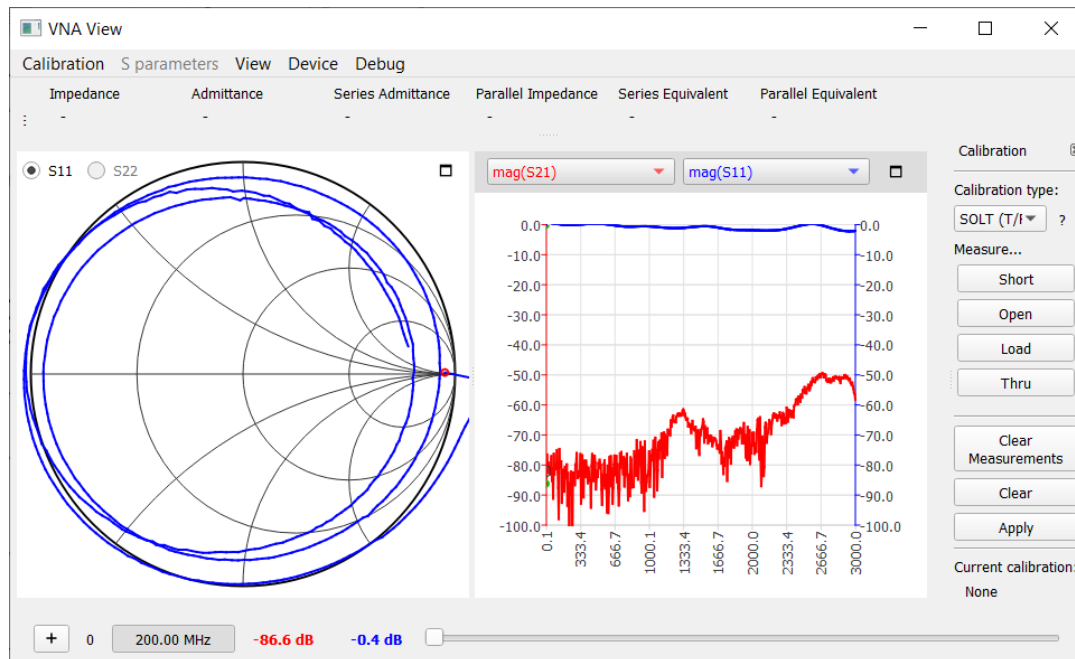 VNA View
Calibration S parameters View Device Debug
Impedance Admittance Series Admittance Parallel Impedance Series Equivalent Parallel Equivalent
- - - - - -
S11 S22
mag(S21) mag(S11)
0.0
-10.0
-20.0
-30.0
-40.0
-50.0
-60.0
-70.0
-80.0
-90.0
-100.0
0.0
-10.0
-20.0
-30.0
-40.0
-50.0
-60.0
-70.0
-80.0
-90.0
-100.0
0.1
333.4
666.7
1000.1
1333.4
1666.7
2000.0
2333.4
2666.7
3000.0
Calibration
Calibration type:
SOLT (T/ ?
Measure...
Short
Open
Load
Thru
Clear
Measurements
Clear
Apply
Current calibration:
None
+ 0 200.00 MHz -86.6 dB -0.4 dB